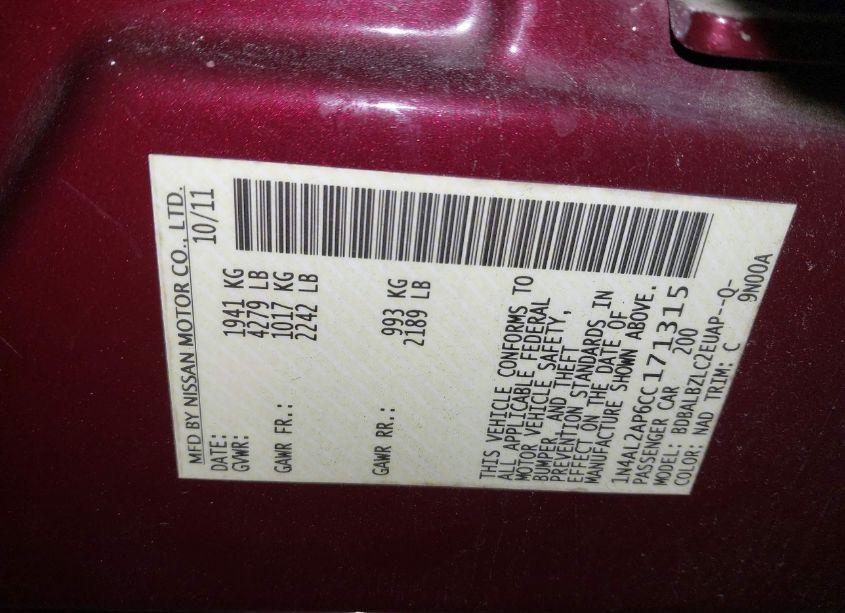 MFD BY NISSAN MOTOR CO., LTD.
DATE: 10/11
GVWR: 1941 KG
4279 LB
GAWR FR.: 1017 KG
2242 LB
GAWR RR.: 993 KG
2189 LB
THIS VEHICLE CONFORMS TO
ALL APPLICABLE FEDERAL
MOTOR VEHICLE SAFETY,
BUMPER, AND THEFT
PREVENTION STANDARDS IN
EFFECT ON THE DATE OF
MANUFACTURE SHOWN ABOVE.
1N4AL2AP6CC171315
PASSENGER CAR 200
MODEL: BDBALBZLC2EUAP--Q-
COLOR: NAD TRIM: C 9N00A